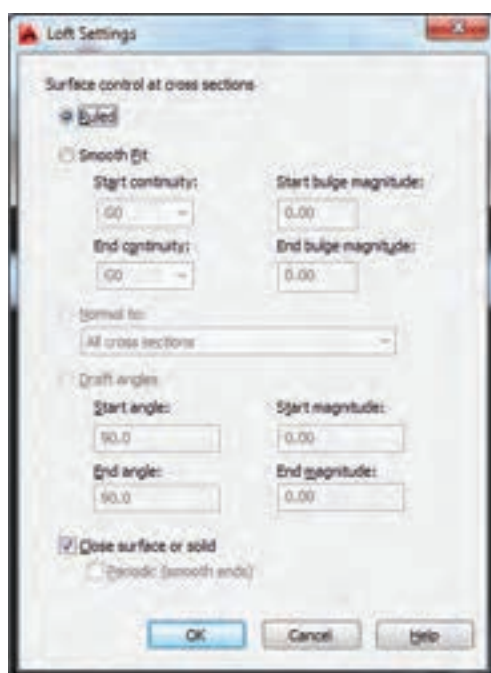 Loft Settings
Surface control at cross sections
Ruled
Smooth Fit
Start continuity: Start bulge magnitude:
G0 0.00
End continuity: End bulge magnitude:
G0 0.00
Normal to:
All cross sections
Draft angles
Start angle: Start magnitude:
90.0 0.00
End angle: End magnitude:
90.0 0.00
Close surface or solid
Periodic (smooth ends)
OK Cancel Help